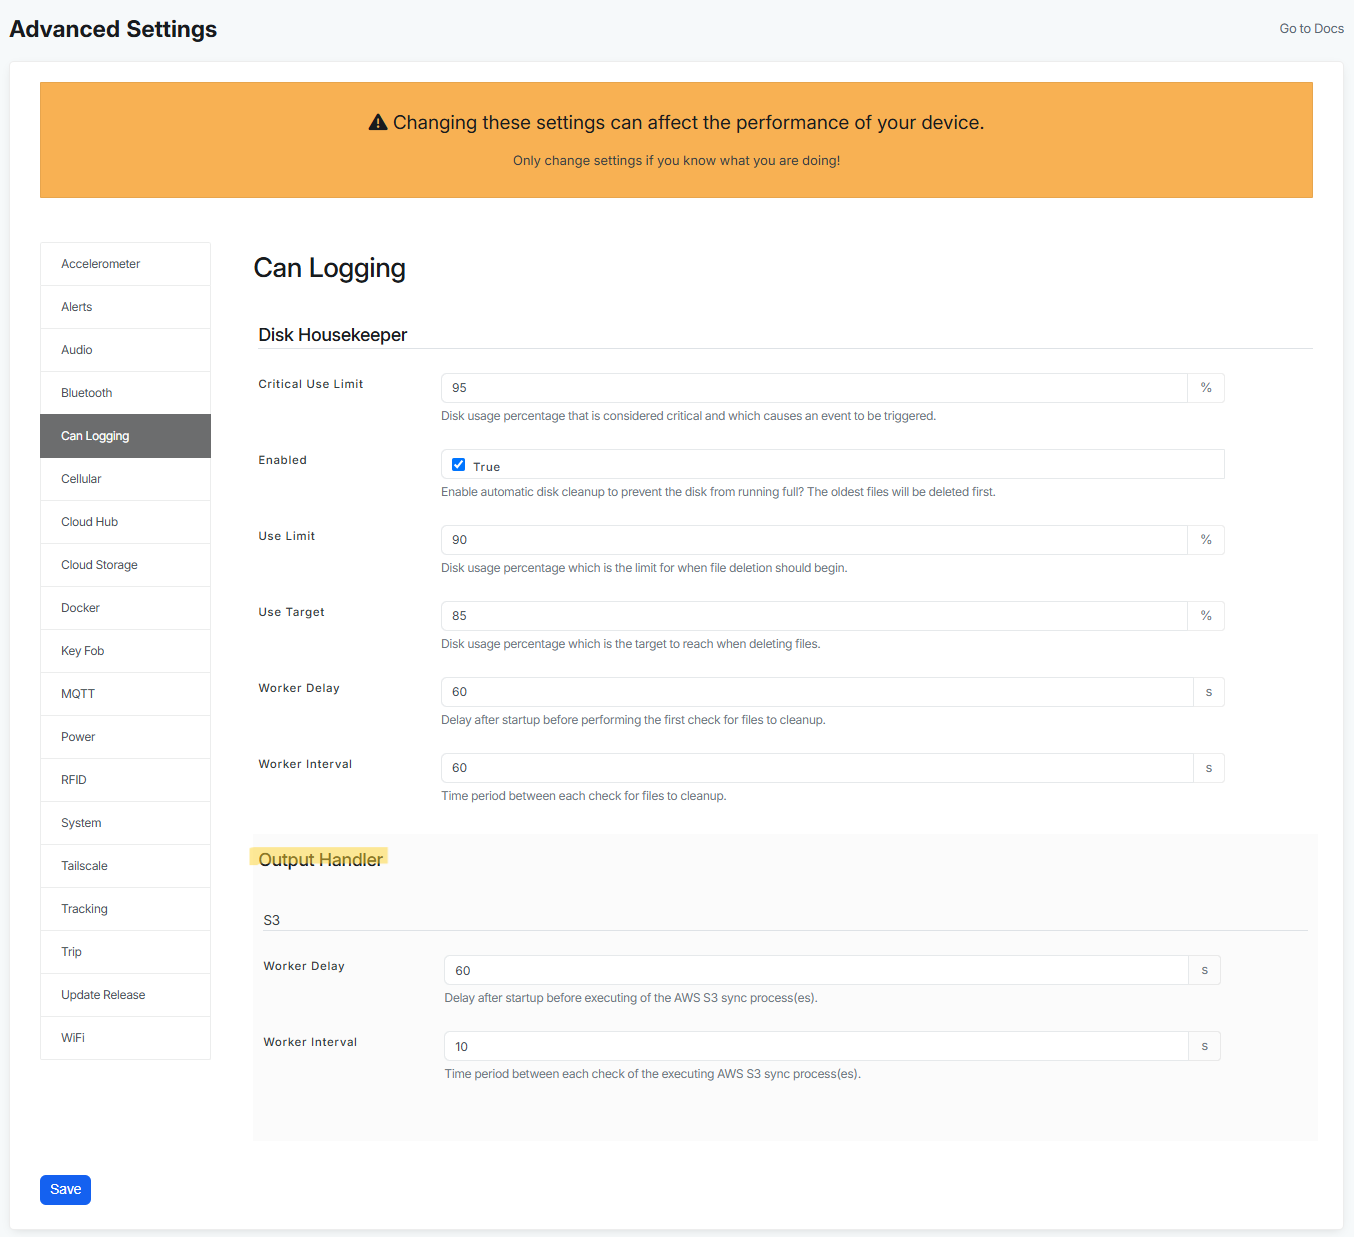 Advanced Settings
Go to Docs
Changing these settings can affect the performance of your device.
Only change settings if you know what you are doing!
Accelerometer
Alerts
Audio
Bluetooth
Can Logging
Cellular
Cloud Hub
Cloud Storage
Docker
Key Fob
MQTT
Power
RFID
System
Tailscale
Tracking
Trip
Update Release
WiFi
Can Logging
Disk Housekeeper
Critical Use Limit
95 %
Disk usage percentage that is considered critical and which causes an event to be triggered.
Enabled
True
Enable automatic disk cleanup to prevent the disk from running full? The oldest files will be deleted first.
Use Limit
90 %
Disk usage percentage which is the limit for when file deletion should begin.
Use Target
85 %
Disk usage percentage which is the target to reach when deleting files.
Worker Delay
60 s
Delay after startup before performing the first check for files to cleanup.
Worker Interval
60 s
Time period between each check for files to cleanup.
Output Handler
S3
Worker Delay
60 s
Delay after startup before executing of the AWS S3 sync process(es).
Worker Interval
10 s
Time period between each check of the executing AWS S3 sync process(es).
Save